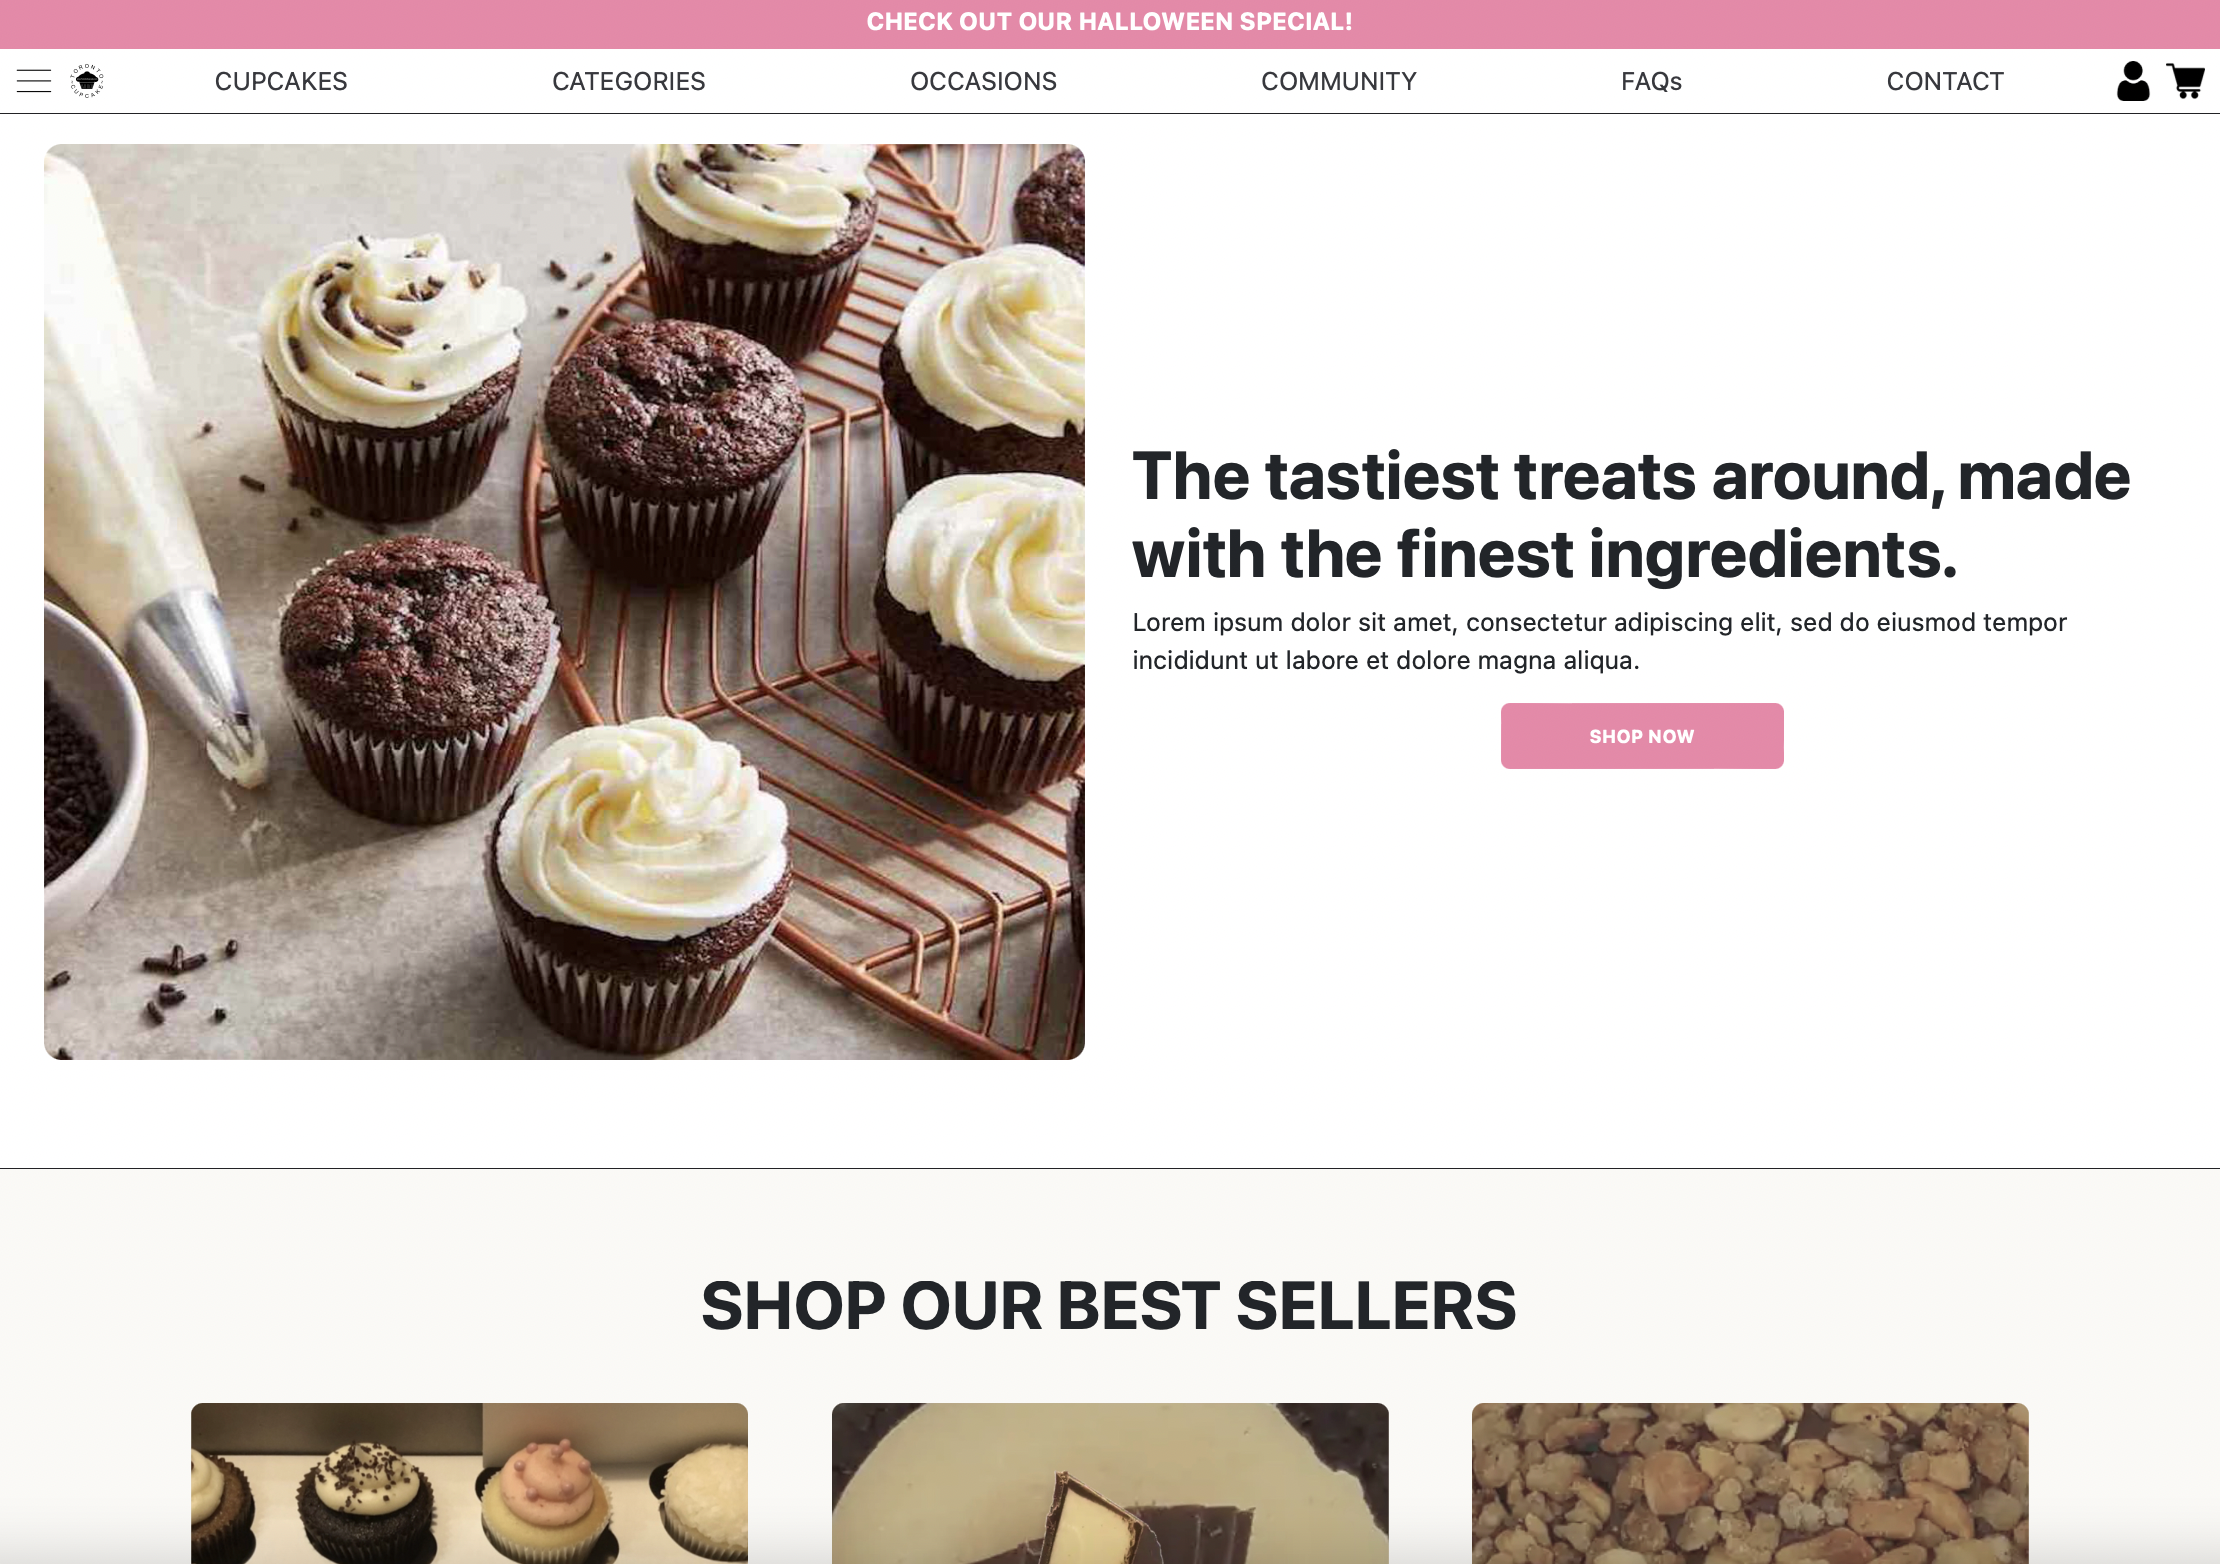 CHECK OUT OUR HALLOWEEN SPECIAL!
TORONTO CUPCAKE
CUPCAKES
CATEGORIES
OCCASIONS
COMMUNITY
FAQs
CONTACT
The tastiest treats around, made
with the finest ingredients.
Lorem ipsum dolor sit amet, consectetur adipiscing elit, sed do eiusmod tempor
incididunt ut labore et dolore magna aliqua.
SHOP NOW
SHOP OUR BEST SELLERS